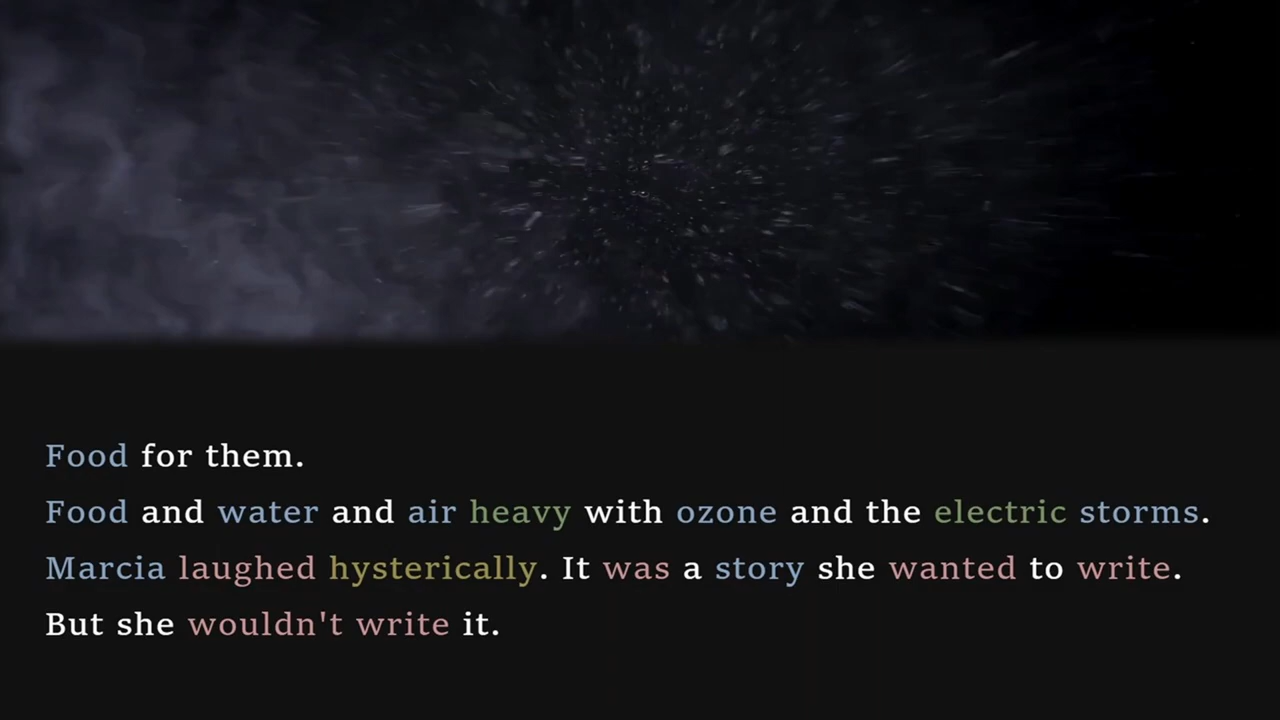 Food for them.
Food and water and air heavy with ozone and the electric storms.
Marcia laughed hysterically. It was a story she wanted to write.
But she wouldn't write it.